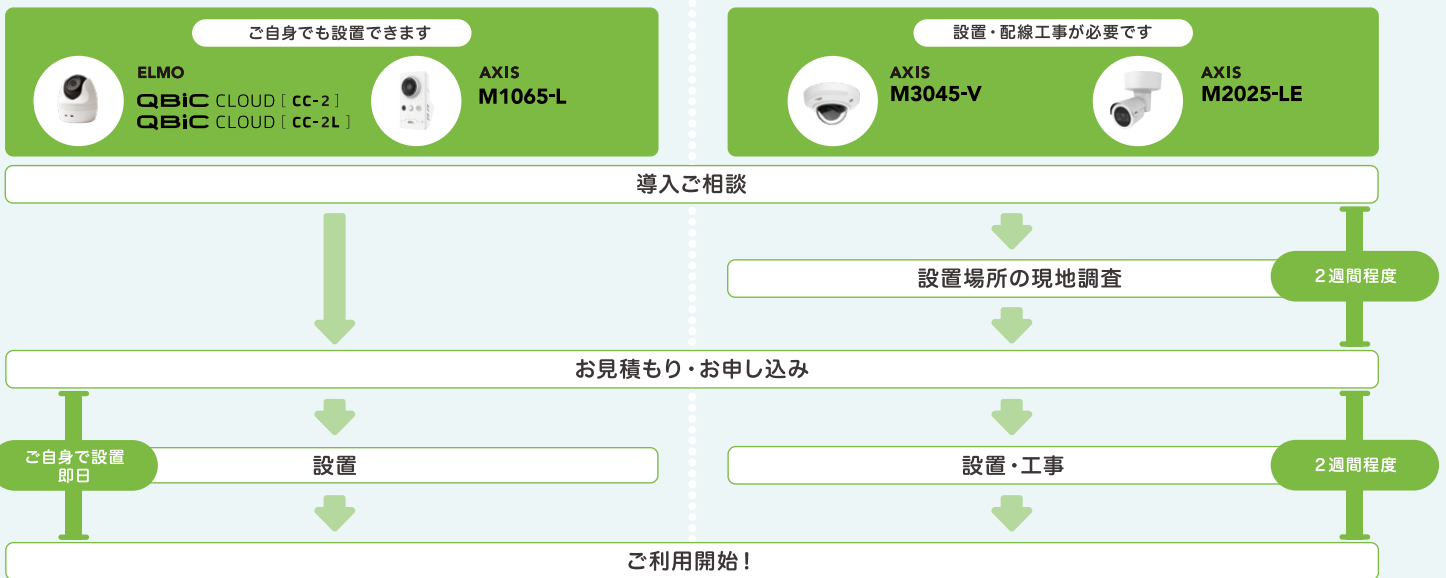 ご自身でも設置できます
ELMO
QBiC CLOUD [ CC-2 ]
QBiC CLOUD [ CC-2L ]
AXIS
M1065-L
設置・配線工事が必要です
AXIS
M3045-V
AXIS
M2025-LE
導入ご相談
設置場所の現地調査
2週間程度
お見積もり・お申し込み
ご自身で設置
即日
設置
設置・工事
2週間程度
ご利用開始!